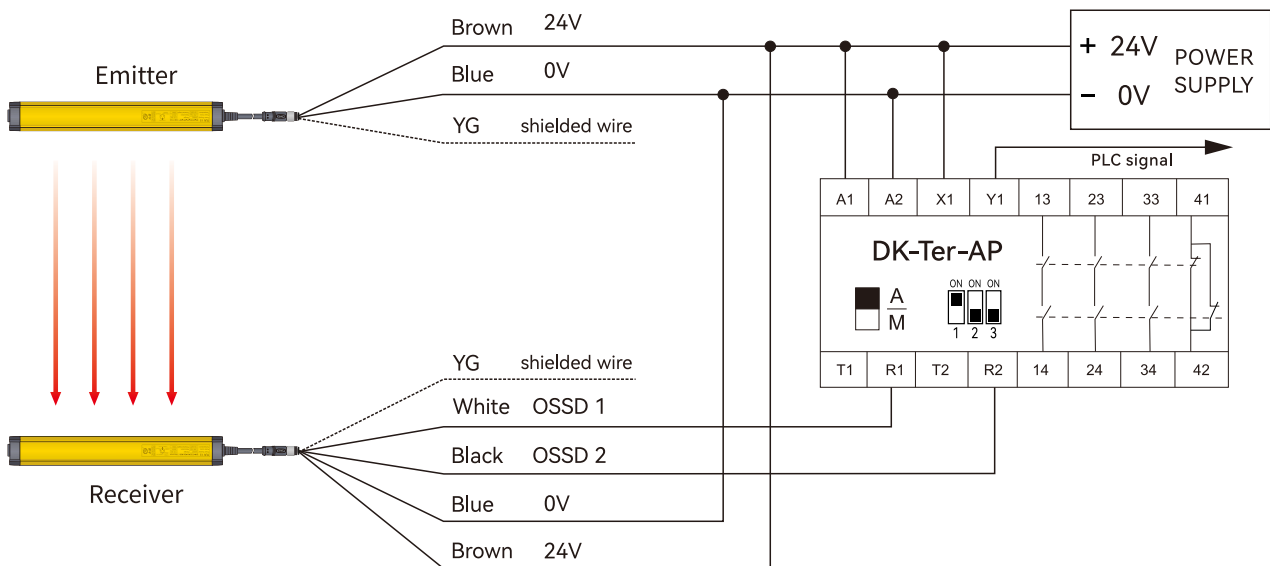 Brown 24V
+ 24V
POWER
SUPPLY
Emitter
Blue 0V
− 0V
YG shielded wire
PLC signal
A1 A2 X1 Y1 13 23 33 41
DK-Ter-AP
ON ON ON
A
M
1 2 3
YG shielded wire
T1 R1 T2 R2 14 24 34 42
White OSSD 1
Black OSSD 2
Receiver
Blue 0V
Brown 24V